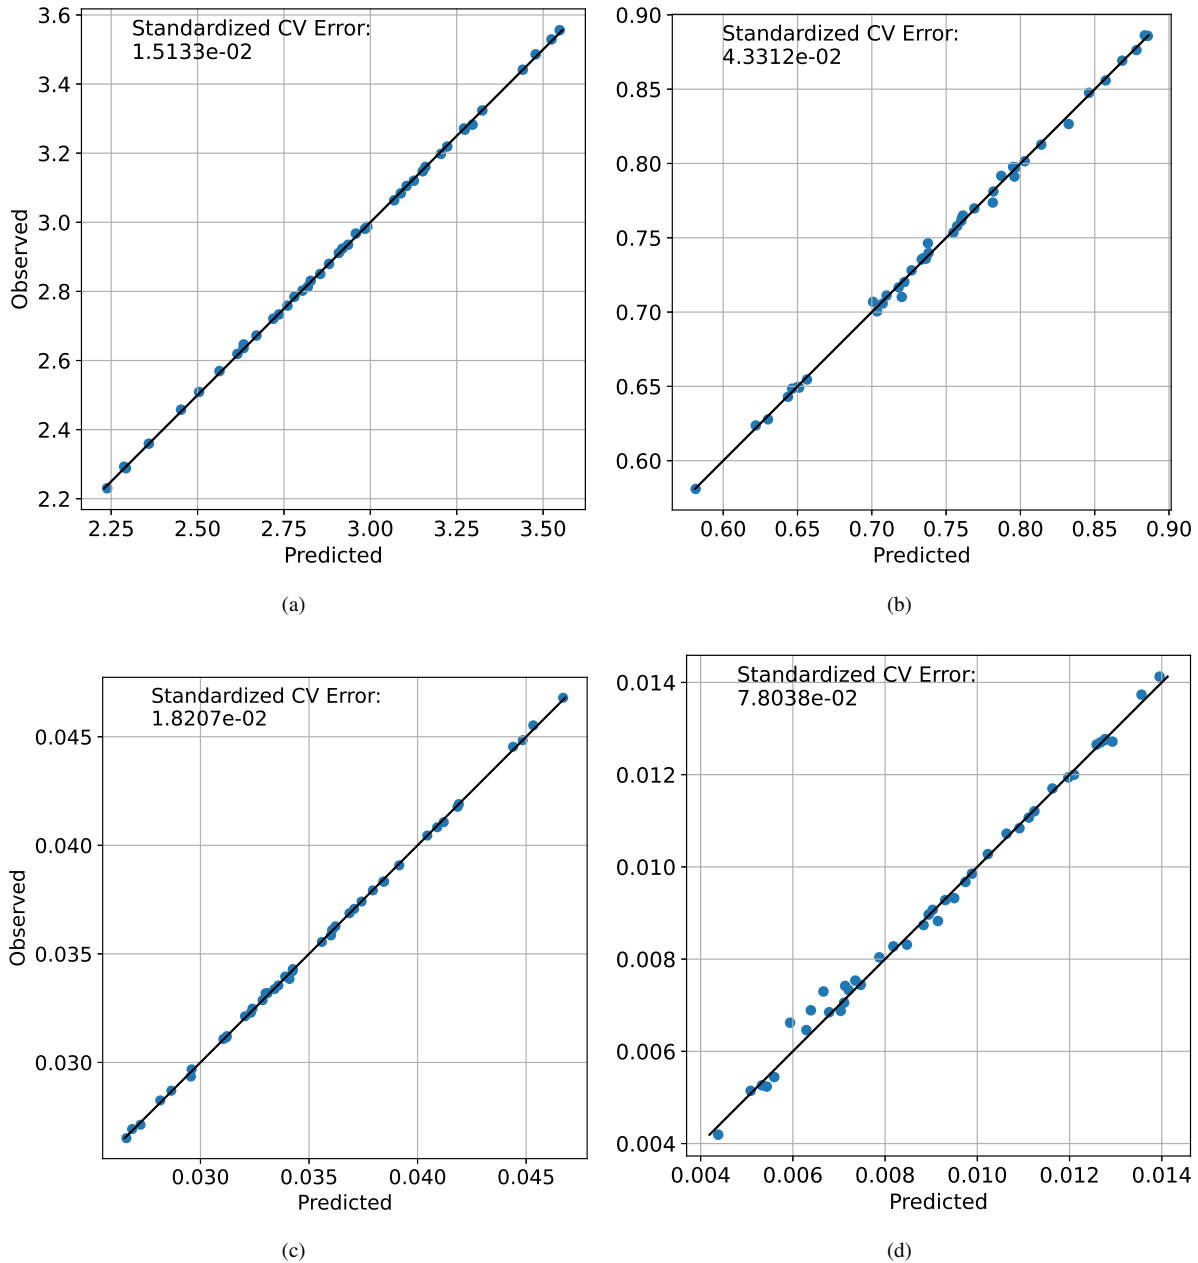 Standardized CV Error:
1.5133e-02
3.6
3.4
3.2
3.0
2.8
2.6
2.4
2.2
Observed
2.25
2.50
2.75
3.00
3.25
3.50
Predicted
(a)
Standardized CV Error:
4.3312e-02
0.90
0.85
0.80
0.75
0.70
0.65
0.60
0.60
0.65
0.70
0.75
0.80
0.85
0.90
Predicted
(b)
Standardized CV Error:
1.8207e-02
0.045
0.040
0.035
0.030
Observed
0.030
0.035
0.040
0.045
Predicted
(c)
Standardized CV Error:
7.8038e-02
0.014
0.012
0.010
0.008
0.006
0.004
0.004
0.006
0.008
0.010
0.012
0.014
Predicted
(d)